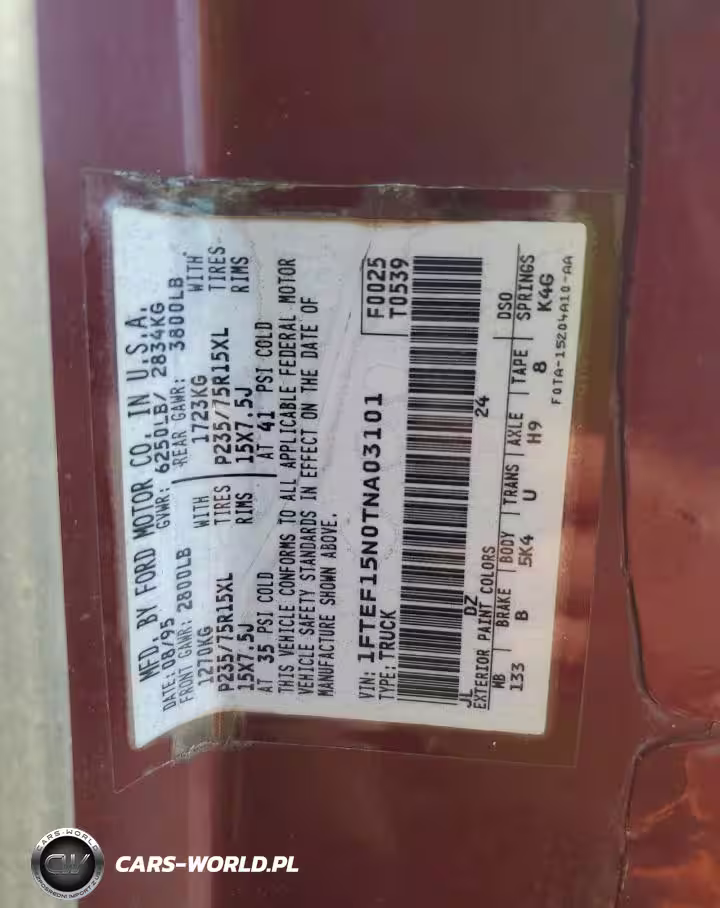 MFD. BY FORD MOTOR CO. IN U.S.A.
DATE: 08/95 GVWR: 6250LB/ 2834KG
FRONT GAWR: 2800LB REAR GAWR: 3800LB
1270KG WITH 1723KG WITH
P235/75R15XL TIRES P235/75R15XL TIRES
15X7.5J RIMS 15X7.5J RIMS
AT 35 PSI COLD AT 41 PSI COLD
THIS VEHICLE CONFORMS TO ALL APPLICABLE FEDERAL MOTOR
VEHICLE SAFETY STANDARDS IN EFFECT ON THE DATE OF
MANUFACTURE SHOWN ABOVE.
F0025
T0539
VIN: 1FTEF15N0TNA03101
TYPE: TRUCK
JL DZ 24
EXTERIOR PAINT COLORS DSO
WB BRAKE BODY TRANS AXLE TAPE SPRINGS
133 B 5K4 U H9 8 K4G
F0TA-15204A10-AA
CARS-WORLD
CW
CARS-WORLD.PL